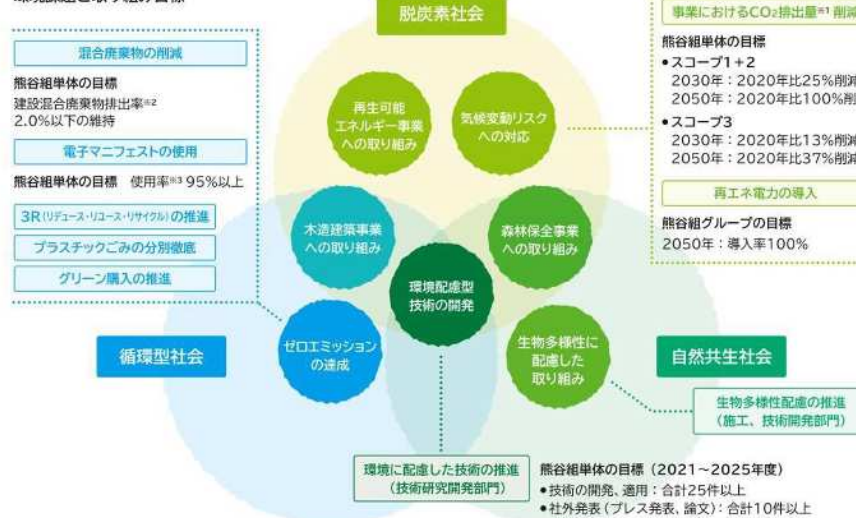 脱炭素社会
混合廃棄物の削減
熊谷組単体の目標
建設混合廃棄物排出率※2
2.0%以下の維持
電子マニフェストの使用
熊谷組単体の目標 使用率※3 95%以上
3R(リデュース・リユース・リサイクル)の推進
プラスチックごみの分別徹底
グリーン購入の推進
事業におけるCO2排出量※1 削減
熊谷組単体の目標
●スコープ1+2
2030年:2020年比25%削減
2050年:2020年比100%削
●スコープ3
2030年:2020年比13%削減
2050年:2020年比37%削減
再エネ電力の導入
熊谷組グループの目標
2050年:導入率100%
再生可能
エネルギー事業
への取り組み
気候変動リスク
への対応
木造建築事業
への取り組み
森林保全事業
への取り組み
環境配慮型
技術の開発
ゼロエミッション
の達成
生物多様性に
配慮した
取り組み
循環型社会
自然共生社会
生物多様性配慮の推進
(施工、技術開発部門)
環境に配慮した技術の推進
(技術研究開発部門)
熊谷組単体の目標(2021~2025年度)
●技術の開発、適用:合計25件以上
●社外発表(プレス発表、論文):合計10件以上